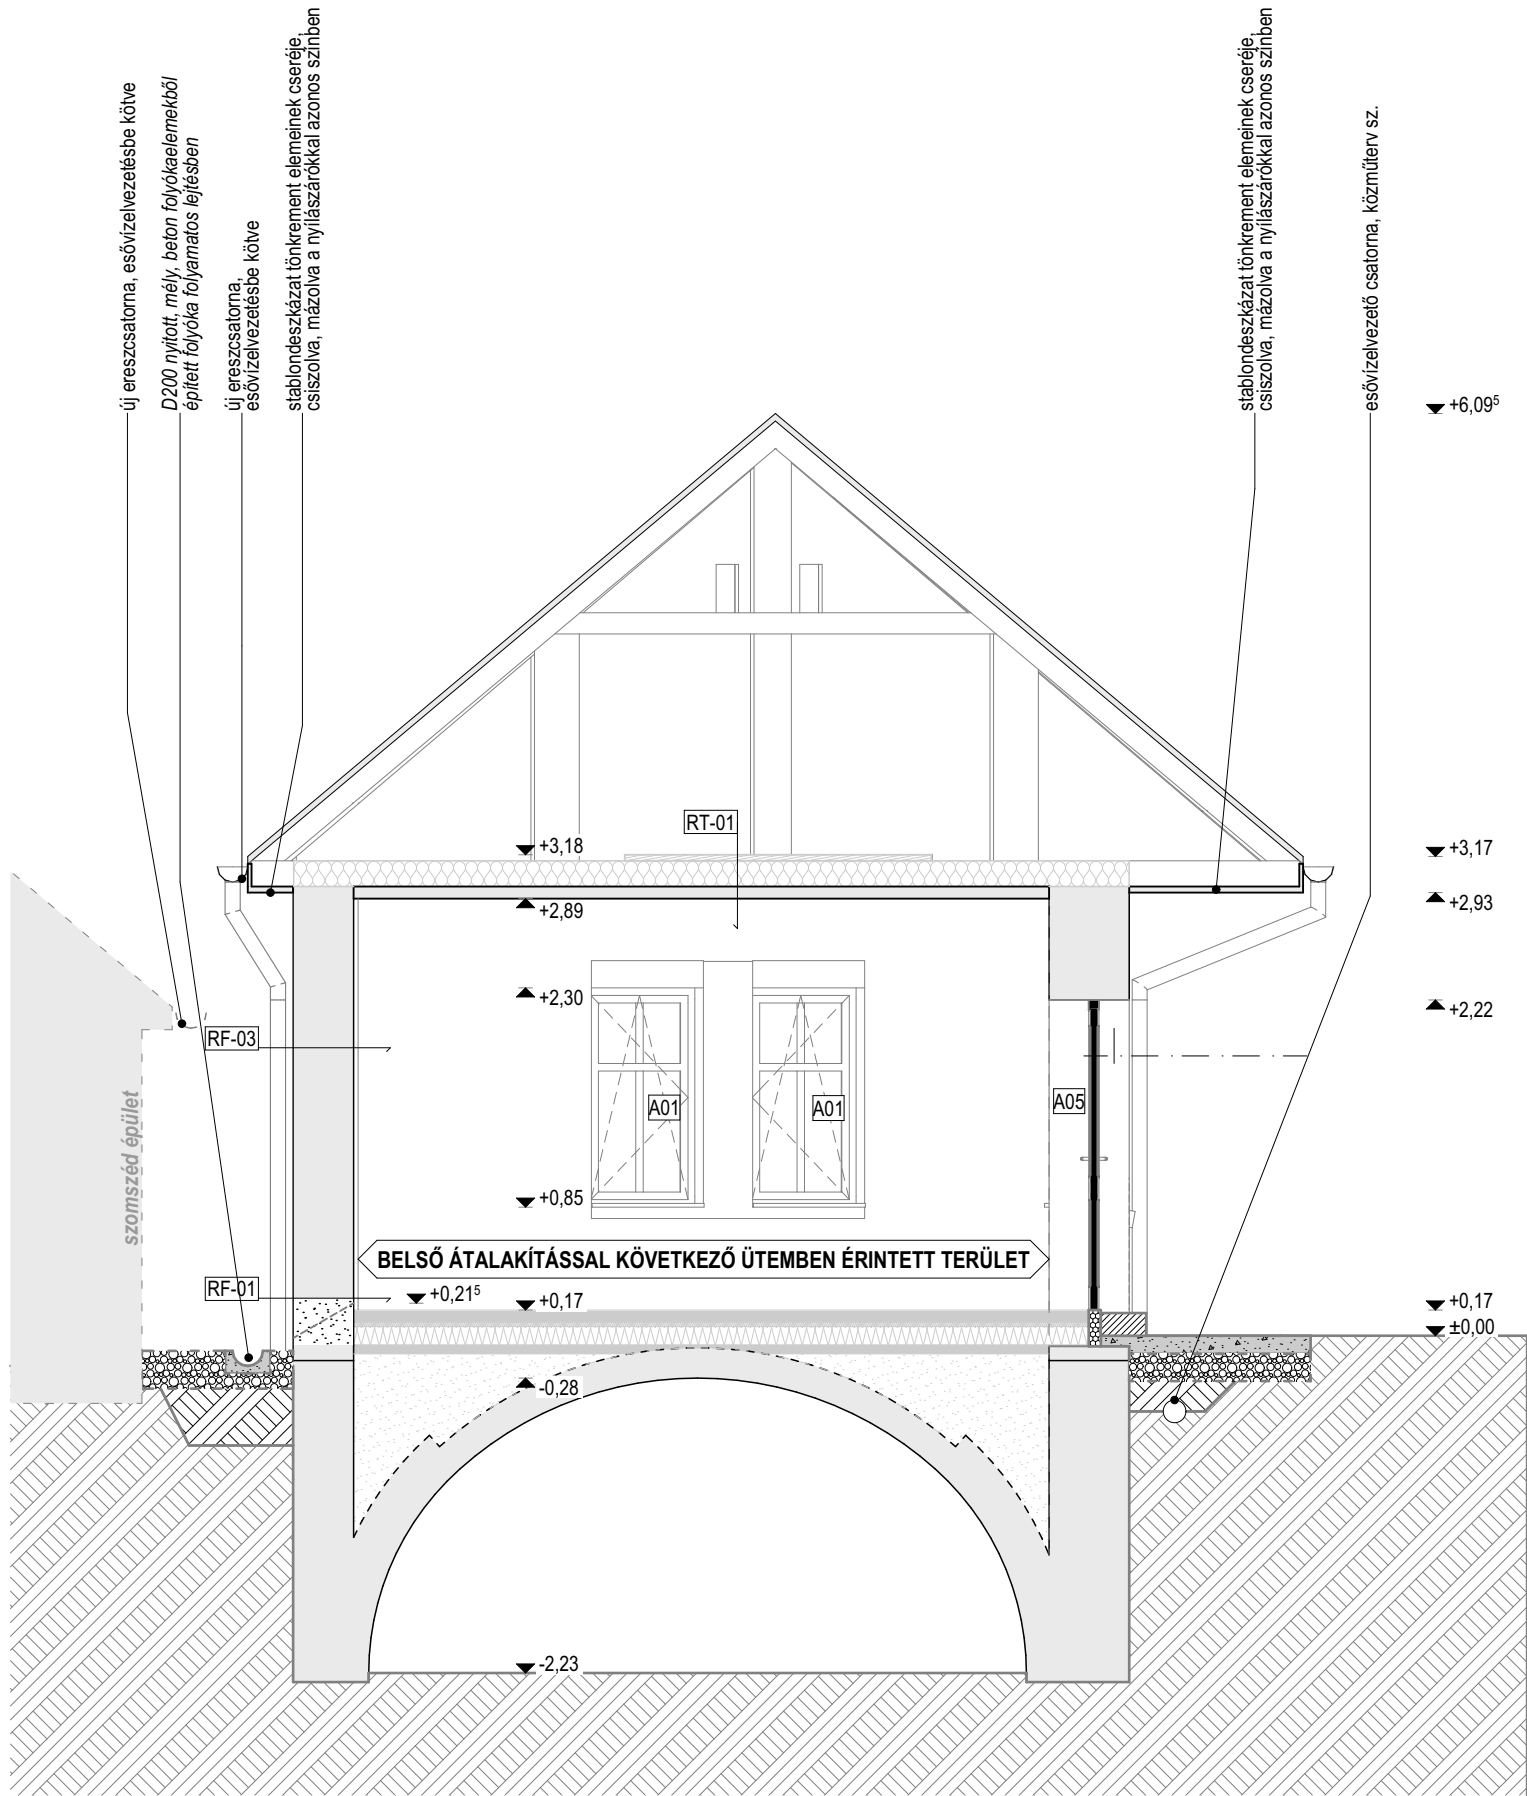 új ereszcsatorna, esővízelvezetésbe kötve
D200 nyitott, mély, beton folyókaelemekből
épített folyóka folyamatos lejtésben
új ereszcsatorna,
esővízelvezetésbe kötve
stablondeszkázat tönkrement elemeinek cseréje,
csiszolva, mázolva a nyílászárókkal azonos színben
stablondeszkázat tönkrement elemeinek cseréje,
csiszolva, mázolva a nyílászárókkal azonos színben
esővízelvezető csatorna, közműterv sz.
+6,09⁵
RT-01
+3,18
+3,17
+2,89
+2,93
+2,30
+2,22
RF-03
A01
A01
A05
szomszéd épület
+0,85
BELSŐ ÁTALAKÍTÁSSAL KÖVETKEZŐ ÜTEMBEN ÉRINTETT TERÜLET
RF-01
+0,21⁵
+0,17
+0,17
±0,00
-0,28
-2,23